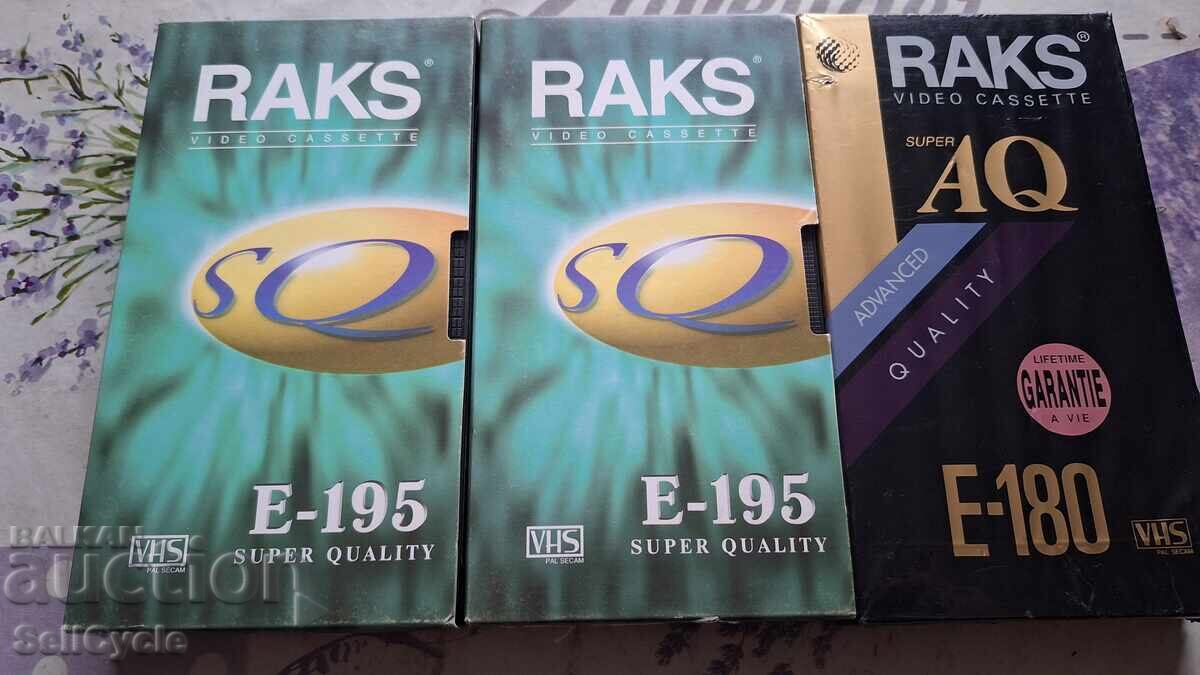 RAKS®
VIDEO CASSETTE
SQ
E-195
SUPER QUALITY
VHS
PAL SECAM
RAKS®
VIDEO CASSETTE
SQ
E-195
SUPER QUALITY
VHS
PAL SECAM
RAKS®
VIDEO CASSETTE
SUPER
AQ
ADVANCED
QUALITY
LIFETIME
GARANTIE
A VIE
E-180
VHS
PAL SECAM
BALKAN
auction
SellCycle